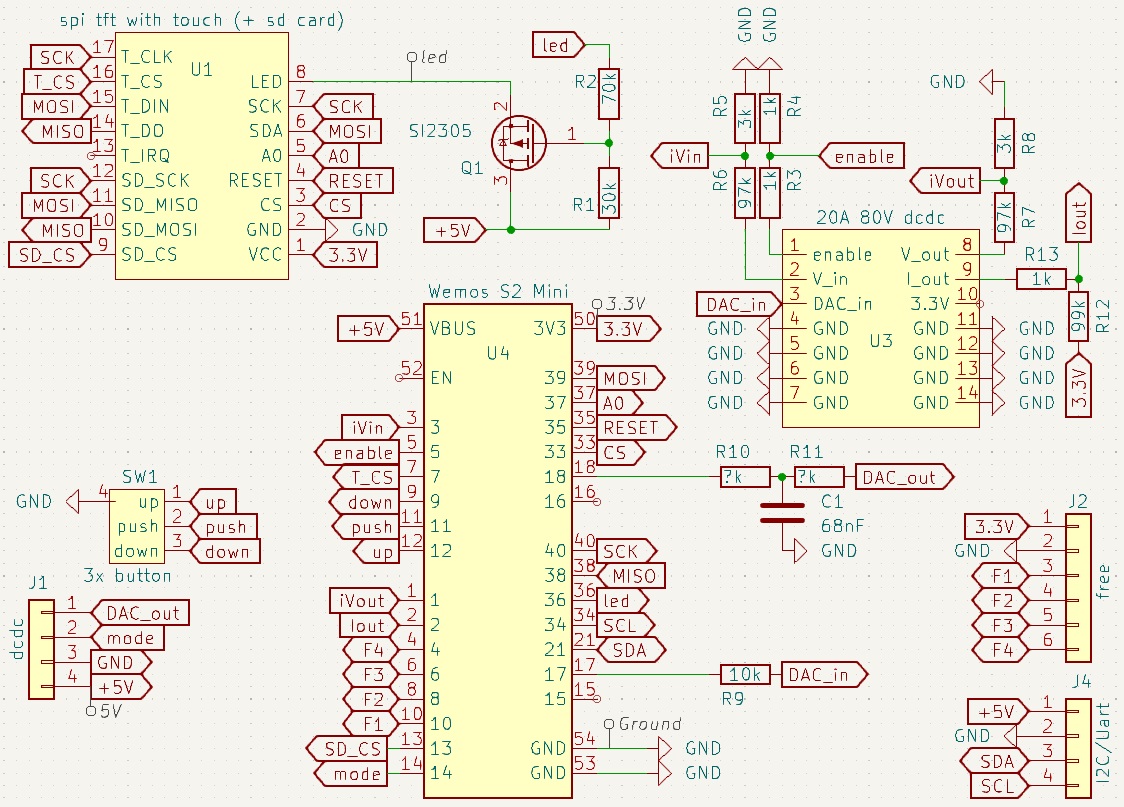 spi tft with touch (+ sd card)
U1
SCK 17 T_CLK
T_CS 16 T_CS
MOSI 15 T_DIN
MISO 14 T_DO
13 T_IRQ
SCK 12 SD_SCK
MOSI 11 SD_MISO
MISO 10 SD_MOSI
SD_CS 9 SD_CS
LED 8
SCK 7 SCK
SDA 6 MOSI
A0 5 A0
RESET 4 RESET
CS 3 CS
GND 2 GND
VCC 1 3.3V
led
led
R2 70k
SI2305
Q1
2
1
3
R1 30k
+5V
GND
GND
R5 3k
1k R4
iVin
enable
R6 97k
1k R3
GND
3k R8
iVout
97k R7
Iout
R13
1k
99k R12
3.3V
20A 80V dcdc
U3
1 enable
2 V_in
DAC_in 3 DAC_in
GND 4 GND
GND 5 GND
GND 6 GND
GND 7 GND
V_out 8
I_out 9
3.3V 10
GND 11 GND
GND 12 GND
GND 13 GND
GND 14 GND
Wemos S2 Mini
U4
+5V 51 VBUS
52 EN
iVin 3 3
enable 5 5
T_CS 7 7
down 9 9
push 11 11
up 12 12
iVout 1 1
Iout 2 2
F4 4 4
F3 6 6
F2 8 8
F1 10 10
SD_CS 13 13
mode 14 14
3.3V
3V3 50 3.3V
39 39 MOSI
37 37 A0
35 35 RESET
33 33 CS
18 18
16 16
40 40 SCK
38 38 MISO
36 36 led
34 34 SCL
21 21 SDA
17 17
15 15
Ground
GND 54 GND
GND 53 GND
R10
?k
R11
?k
DAC_out
C1
68nF
GND
10k
R9
DAC_in
SW1
GND 4
up 1 up
push 2 push
down 3 down
3x button
J1
dcdc
1 DAC_out
2 mode
3 GND
4 +5V
5V
J2
3.3V 1
GND 2
F1 3
F2 4
F3 5
F4 6
free
J4
+5V 1
GND 2
SDA 3
SCL 4
I2C/Uart